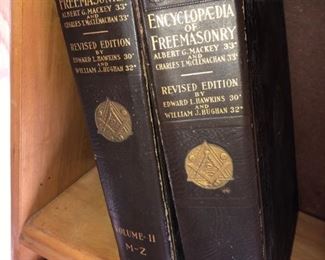 FREEMASONRY
ALBERT G. MACKEY 33°
AND
CHARLES T. McCLENACHAN 33°
REVISED EDITION
BY
EDWARD L. HAWKINS 30°
AND
WILLIAM J. HUGHAN 32°
VOLUME-II
M-Z
ENCYCLOPÆDIA
OF
FREEMASONRY
ALBERT G. MACKEY 33°
AND
CHARLES T. McCLENACHAN 33°
REVISED EDITION
BY
EDWARD L. HAWKINS 30°
AND
WILLIAM J. HUGHAN 32°